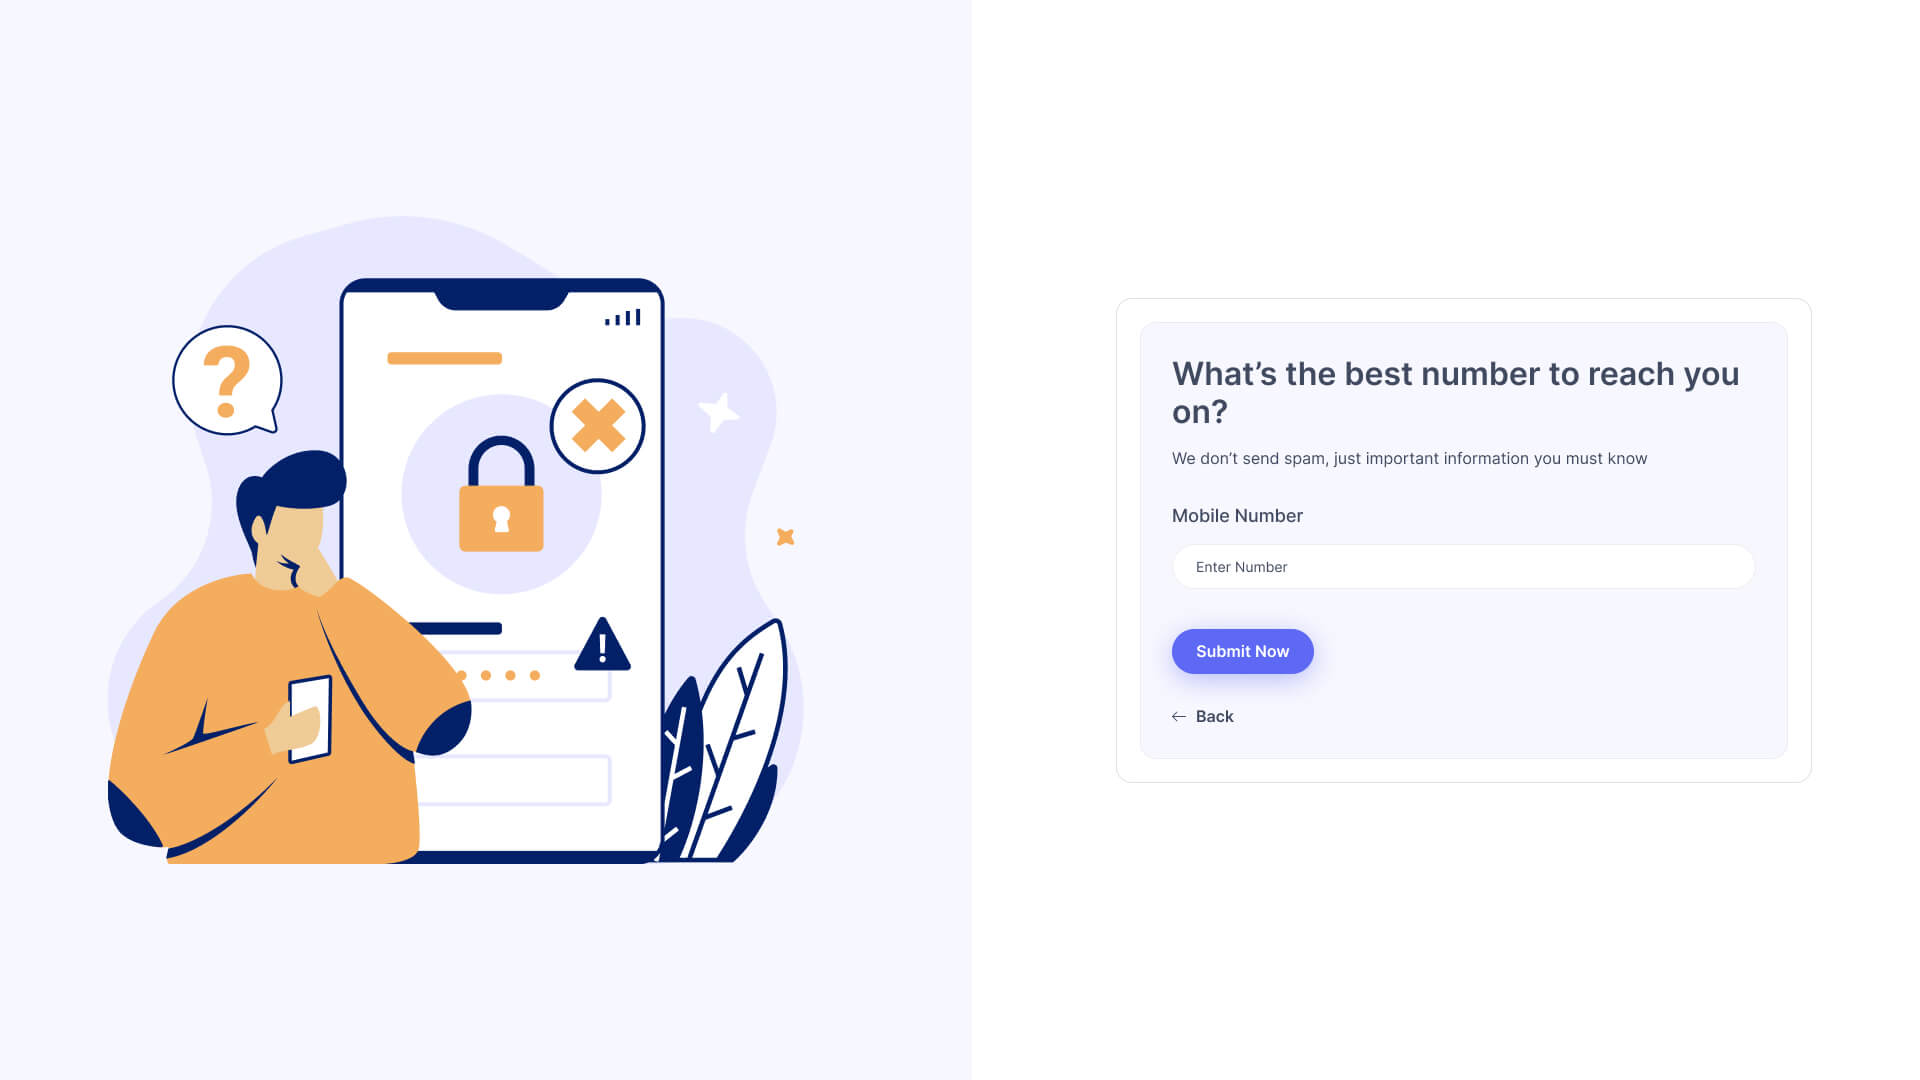 ?
!
What’s the best number to reach you
on?
We don’t send spam, just important information you must know
Mobile Number
Enter Number
Submit Now
Back